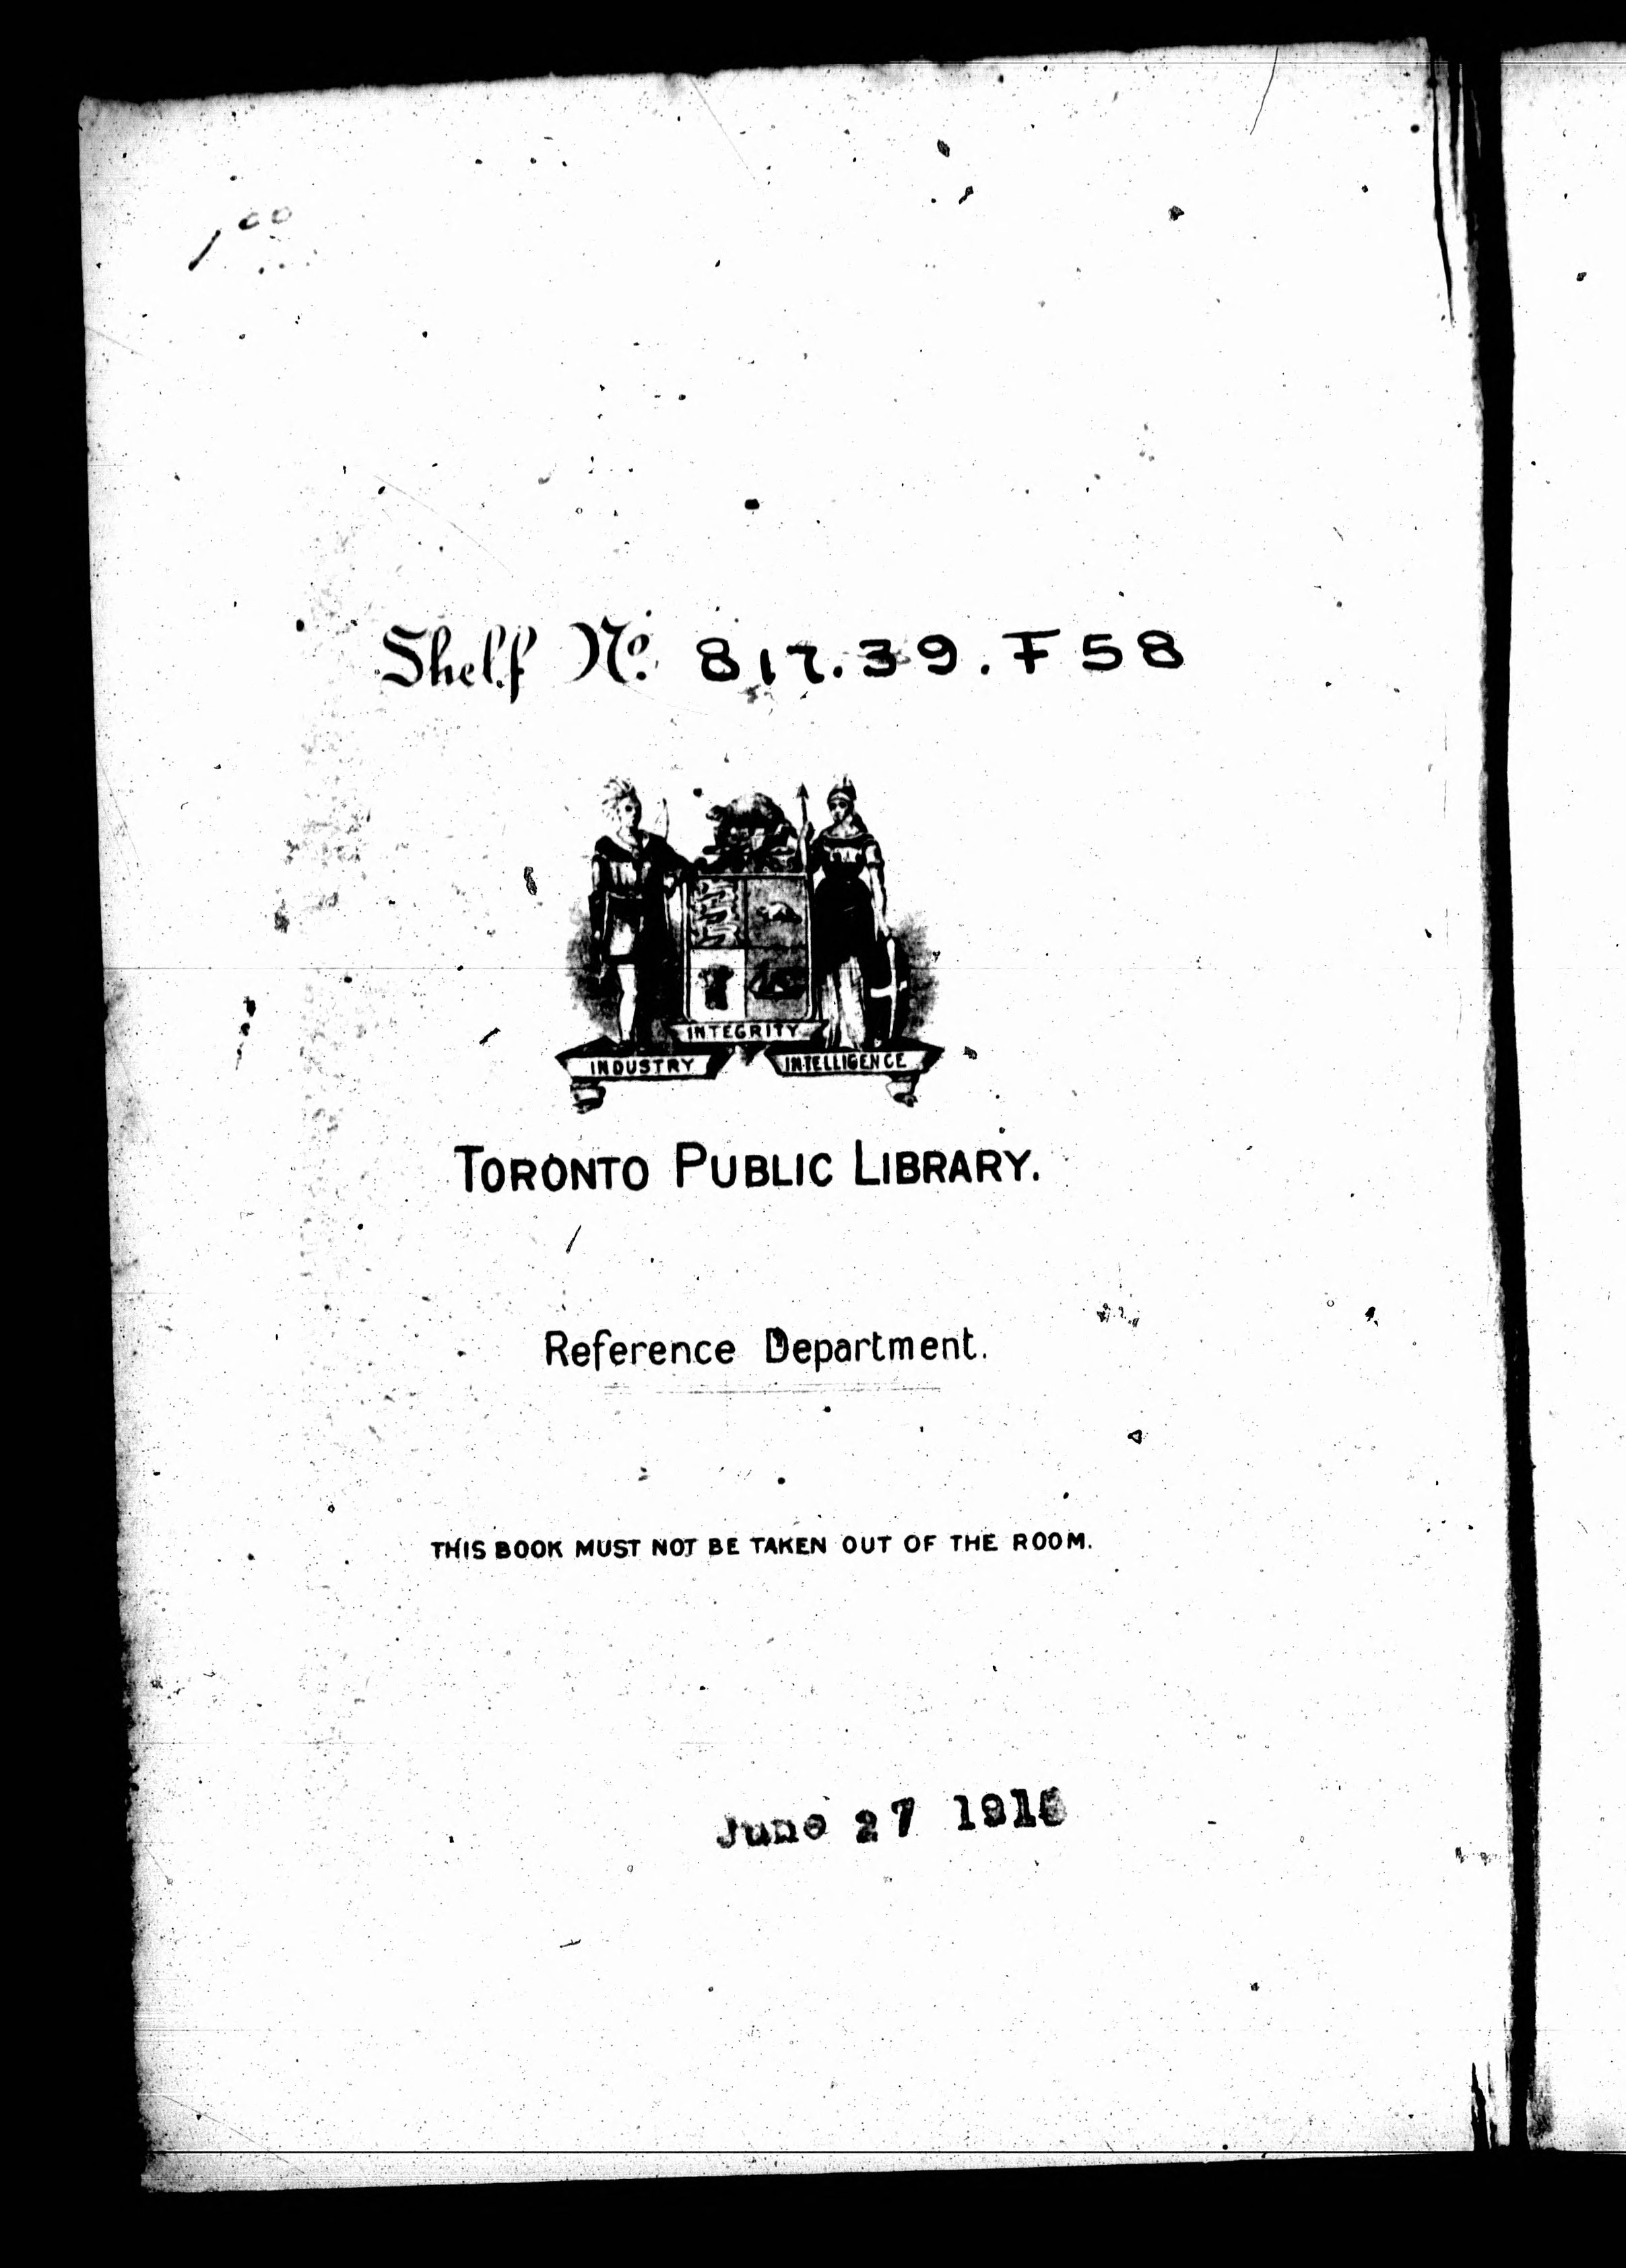 1 00
Shelf No. 817.39.F58
INTEGRITY
INDUSTRY INTELLIGENCE
TORONTO PUBLIC LIBRARY.
Reference Department.
THIS BOOK MUST NOT BE TAKEN OUT OF THE ROOM.
June 27